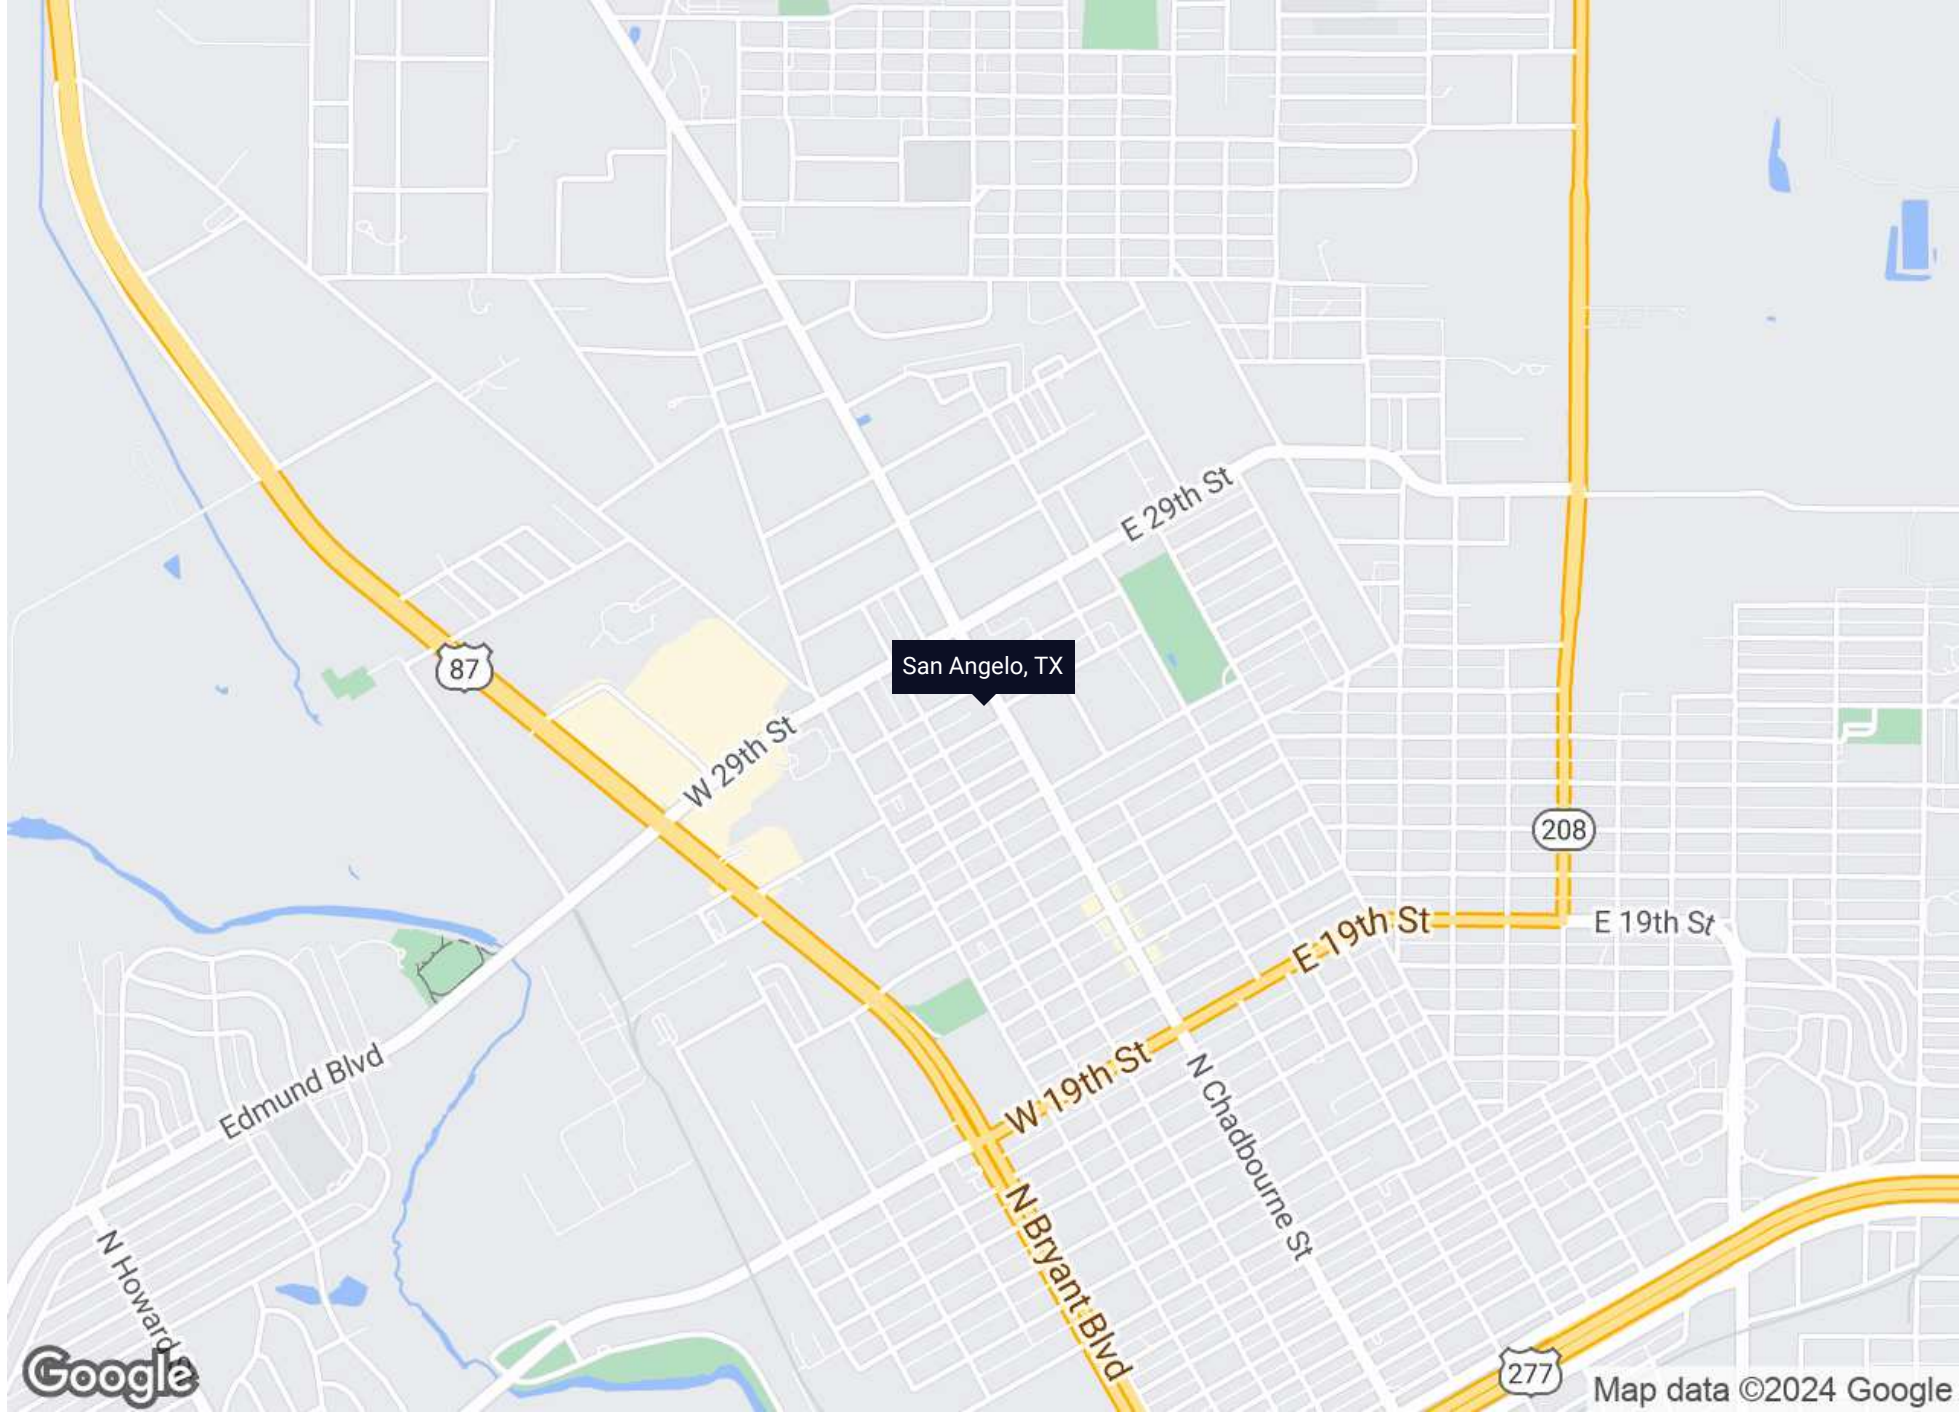 E 29th St
San Angelo, TX
87
W 29th St
208
E 19th St
E 19th St
W 19th St
Edmund Blvd
N Chadbourne St
N Bryant Blvd
N Howard St
277
Google
Map data ©2024 Google